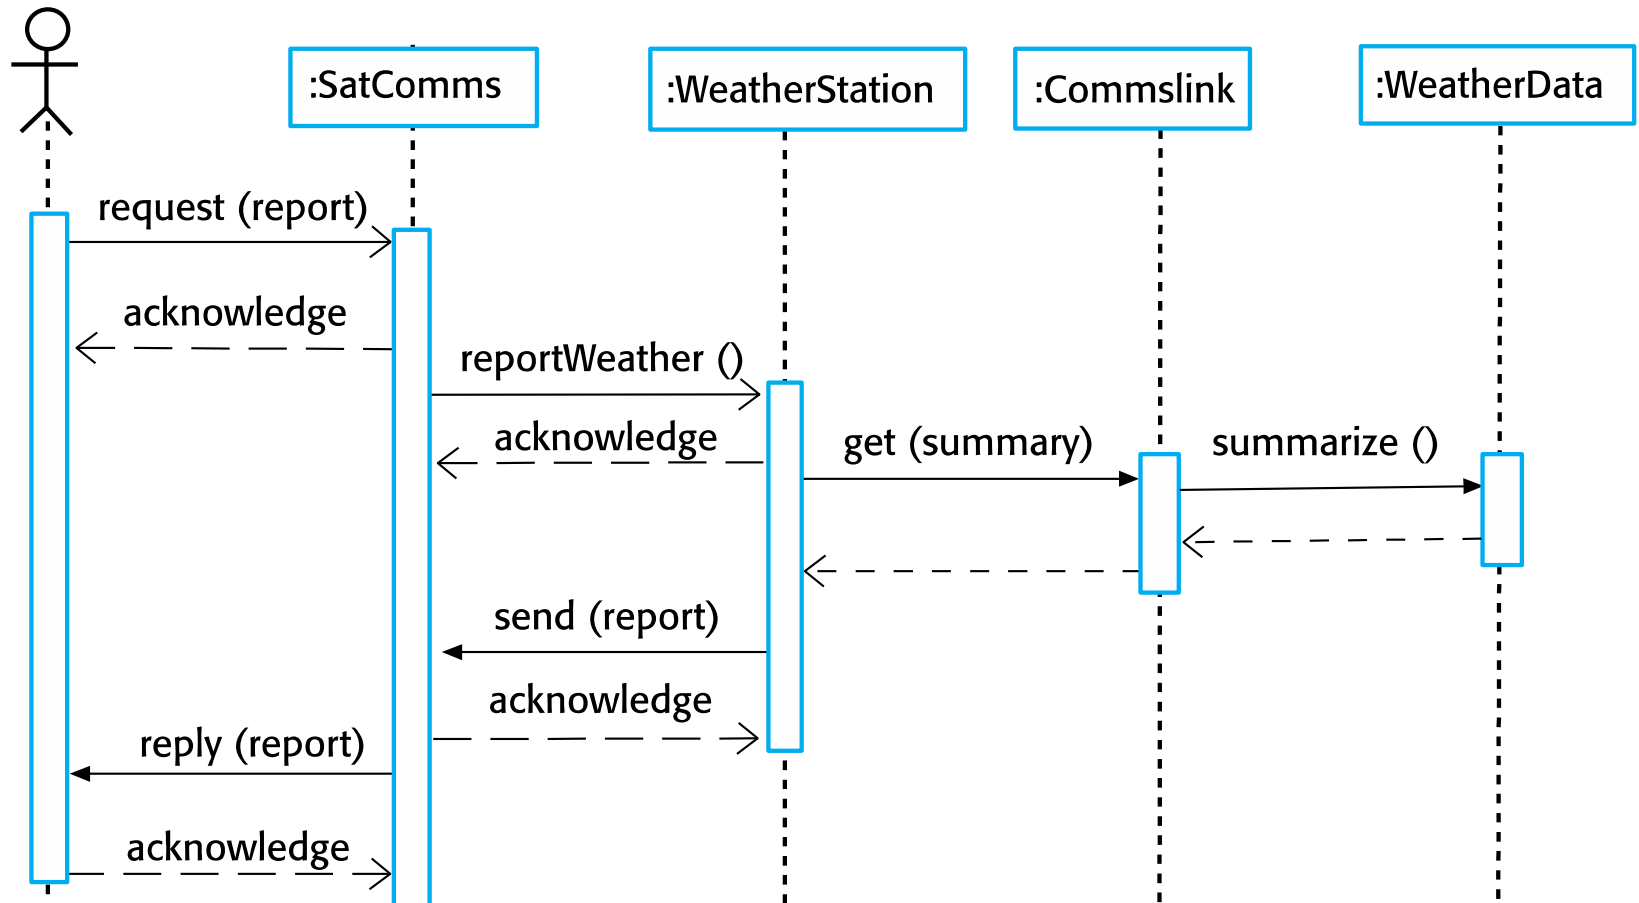 :SatComms
:WeatherStation
:Commslink
:WeatherData
request (report)
acknowledge
reportWeather ()
acknowledge
get (summary)
summarize ()
send (report)
acknowledge
reply (report)
acknowledge